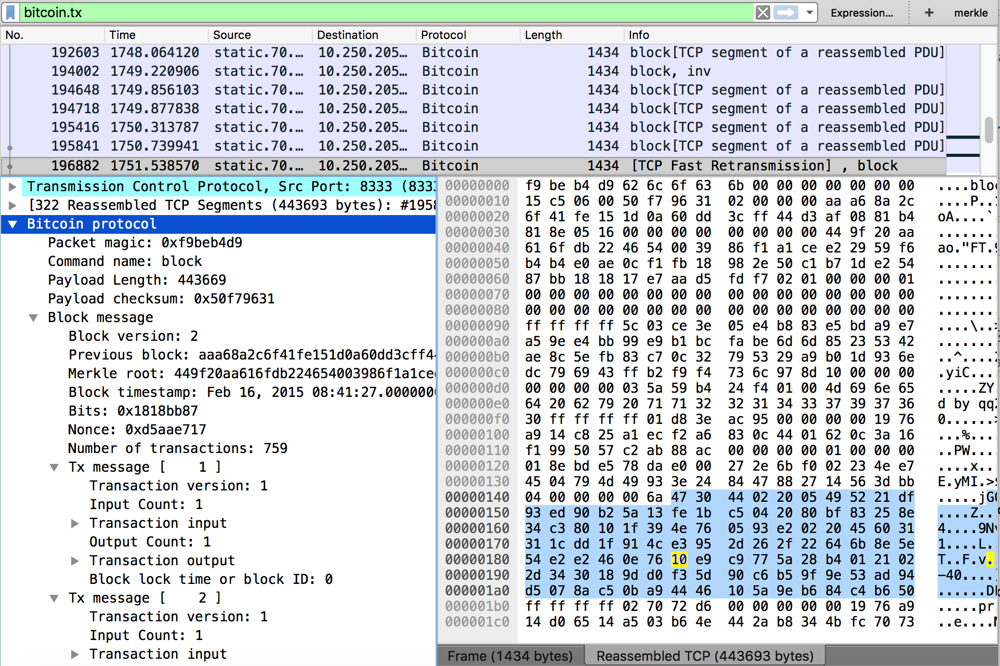 bitcoin.tx Expression… + merkle
No. Time Source Destination Protocol Length Info
192603 1748.064120 static.70.… 10.250.205… Bitcoin 1434 block[TCP segment of a reassembled PDU]
194002 1749.220906 static.70.… 10.250.205… Bitcoin 1434 block, inv
194648 1749.856103 static.70.… 10.250.205… Bitcoin 1434 block[TCP segment of a reassembled PDU]
194718 1749.877838 static.70.… 10.250.205… Bitcoin 1434 block[TCP segment of a reassembled PDU]
195416 1750.313787 static.70.… 10.250.205… Bitcoin 1434 block[TCP segment of a reassembled PDU]
195841 1750.739941 static.70.… 10.250.205… Bitcoin 1434 block[TCP segment of a reassembled PDU]
196882 1751.538570 static.70.… 10.250.205… Bitcoin 1434 [TCP Fast Retransmission] , block
Transmission Control Protocol, Src Port: 8333 (833
[322 Reassembled TCP Segments (443693 bytes): #195
Bitcoin protocol
Packet magic: 0xf9beb4d9
Command name: block
Payload Length: 443669
Payload checksum: 0x50f79631
Block message
Block version: 2
Previous block: aaa68a2c6f41fe151d0a60dd3cff4
Merkle root: 449f20aa616fdb224654003986f1a1ce
Block timestamp: Feb 16, 2015 08:41:27.000000
Bits: 0x1818bb87
Nonce: 0xd5aae717
Number of transactions: 759
Tx message [ 1 ]
Transaction version: 1
Input Count: 1
Transaction input
Output Count: 1
Transaction output
Block lock time or block ID: 0
Tx message [ 2 ]
Transaction version: 1
Input Count: 1
Transaction input
00000000 f9 be b4 d9 62 6c 6f 63 6b 00 00 00 00 00 00 00 ....bloc
00000010 15 c5 06 00 50 f7 96 31 02 00 00 00 aa a6 8a 2c ....P..1
00000020 6f 41 fe 15 1d 0a 60 dd 3c ff 44 d3 af 08 81 b4 oA....`.
00000030 81 8e 05 16 00 00 00 00 00 00 00 00 44 9f 20 aa ........
00000040 61 6f db 22 46 54 00 39 86 f1 a1 ce e2 29 59 f6 ao."FT.9
00000050 b4 b4 e0 ae 0c f1 fb 18 98 2e 50 c1 b7 1d e2 54 ........
00000060 87 bb 18 18 17 e7 aa d5 fd f7 02 01 00 00 00 01 ........
00000070 00 00 00 00 00 00 00 00 00 00 00 00 00 00 00 00 ........
00000080 00 00 00 00 00 00 00 00 00 00 00 00 00 00 00 00 ........
00000090 ff ff ff ff 5c 03 ce 3e 05 e4 b8 83 e5 bd a9 e7 ....\..>
000000a0 a5 9e e4 bb 99 e9 b1 bc fa be 6d 6d 85 23 53 42 ........
000000b0 ae 8c 5e fb 83 c7 0c 32 79 53 29 a9 b0 1d 93 6e ..^....2
000000c0 dc 79 69 43 ff b2 f9 f4 73 6c 97 8d 10 00 00 00 .yiC....
000000d0 00 00 00 00 03 5a 59 b4 24 f4 01 00 4d 69 6e 65 .....ZY.
000000e0 64 20 62 79 20 71 71 32 32 31 34 33 37 39 37 36 d by qq2
000000f0 30 ff ff ff ff 01 d8 3e ac 95 00 00 00 00 19 76 0......>
00000100 a9 14 c8 25 a1 ec f2 a6 83 0c 44 01 62 0c 3a 16 ...%....
00000110 f1 99 50 57 c2 ab 88 ac 00 00 00 00 01 00 00 00 ..PW....
00000120 01 8e bd e5 78 da e0 00 27 2e 6b f0 02 23 4e e7 ....x...
00000130 45 04 79 4d 49 93 3e 24 84 47 88 27 14 56 3d bb E.yMI.>$
00000140 04 00 00 00 00 6a 47 30 44 02 20 05 49 52 21 df .....jG0
00000150 93 ed 90 b2 5a 13 fe 1b c5 04 20 80 bf 83 25 8e ....Z...
00000160 34 c3 80 10 1f 39 4e 76 05 93 e2 02 20 45 60 31 4....9Nv
00000170 31 1c dd 1f 91 4c e3 95 2d 26 2f 22 64 6b 8e 5e 1....L..
00000180 54 e2 e2 46 0e 76 10 e9 c9 77 5a 28 b4 01 21 02 T..F.v.
00000190 2d 34 30 18 9d d0 f3 5d 90 c6 b5 9f 9e 53 ad 94 -40....]
000001a0 d5 07 8a c5 0b a9 44 46 10 5a 9e b6 84 c4 b6 50 ......D
000001b0 ff ff ff ff 02 70 72 d6 00 00 00 00 00 19 76 a9 .....pr.
000001c0 14 d0 65 14 a5 03 b6 4e 44 2a b8 34 4b fc 70 73 ..e....N
Frame (1434 bytes) Reassembled TCP (443693 bytes)